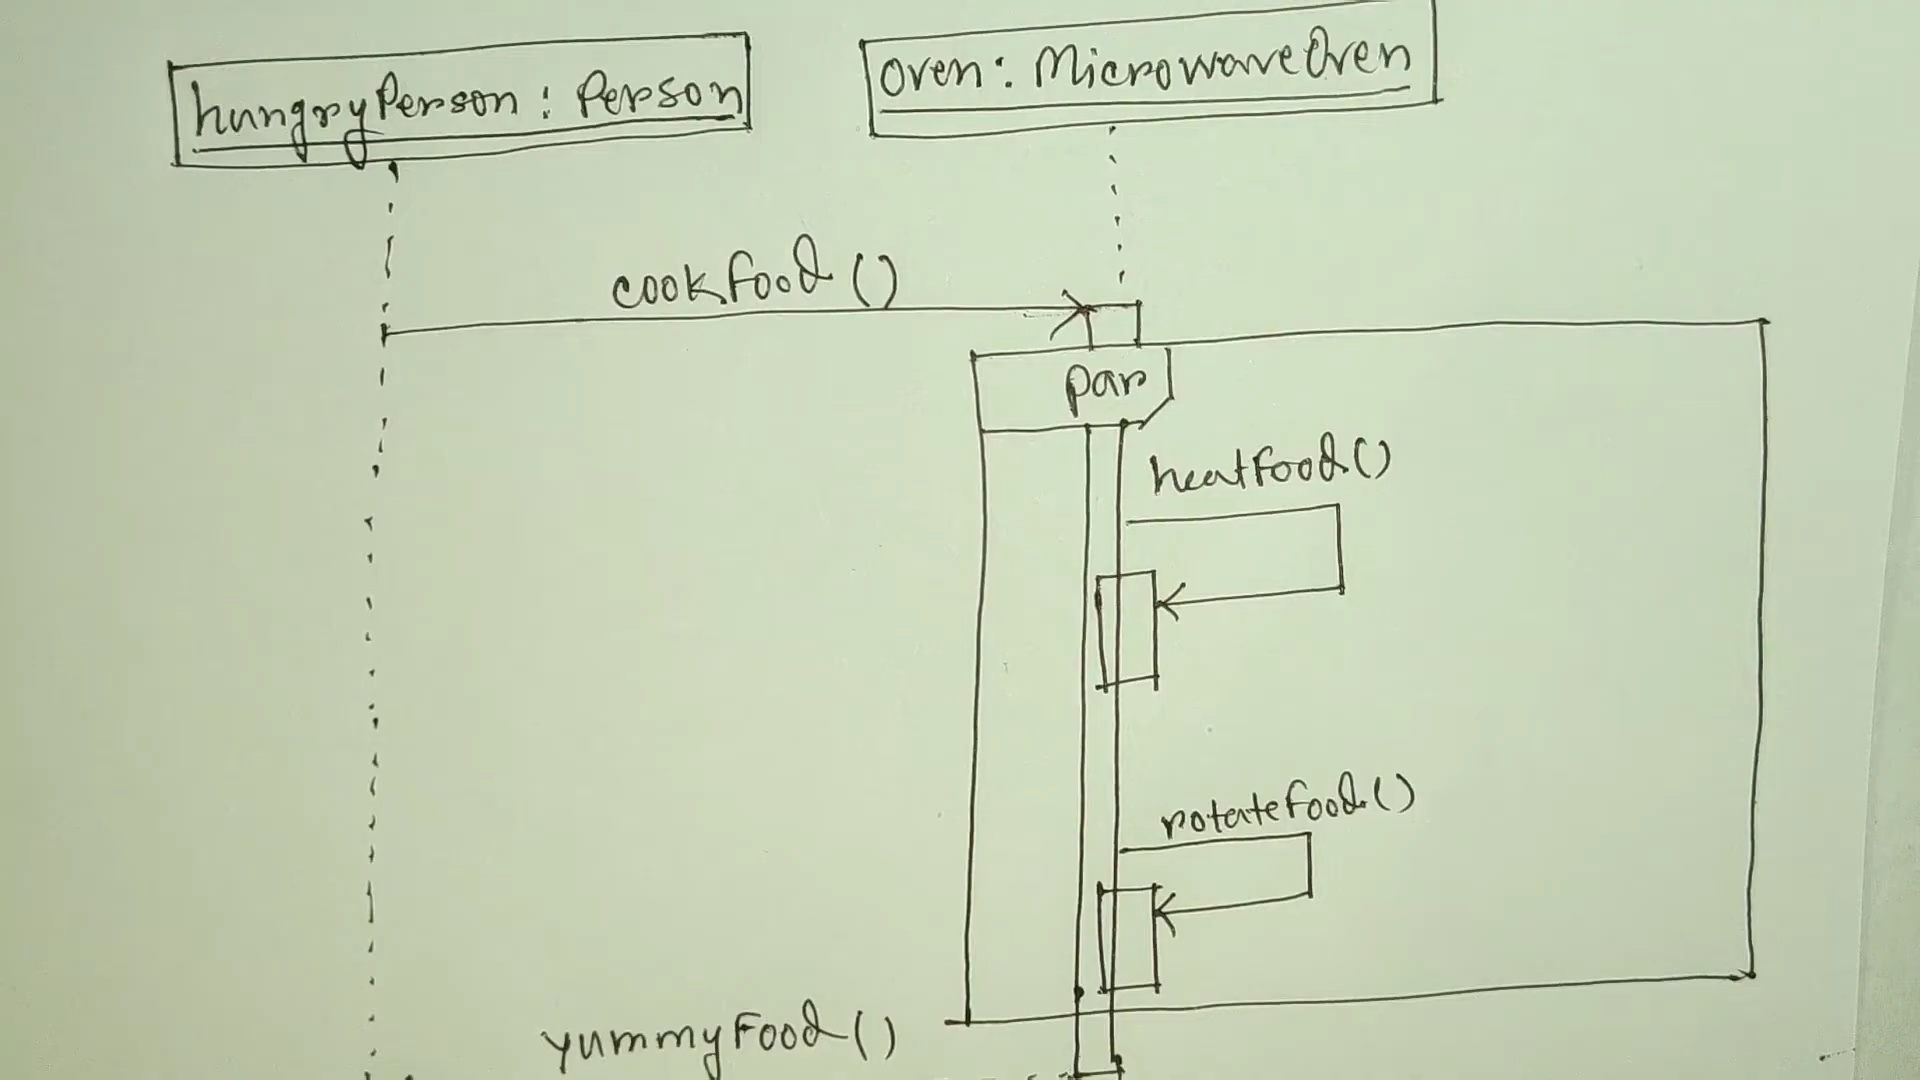 hungryPerson : Person
oven : MicrowaveOven
cookfood ()
par
heatfood ()
rotatefood ()
yummyFood ()